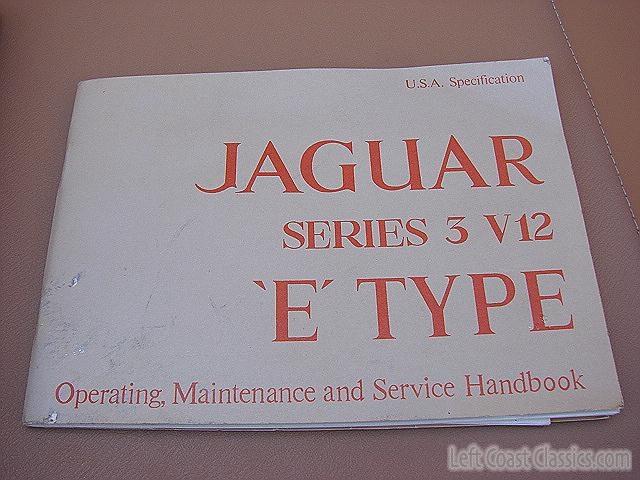 U.S.A. Specification
JAGUAR
SERIES 3 V12
`E´ TYPE
Operating, Maintenance and Service Handbook
Left Coast Classics.com